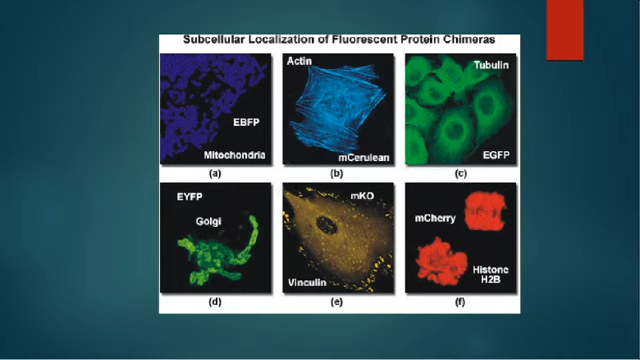 Subcellular Localization of Fluorescent Protein Chimeras
EBFP
Mitochondria
(a)
Actin
mCerulean
(b)
Tubulin
EGFP
(c)
EYFP
Golgi
(d)
mKO
Vinculin
(e)
mCherry
Histone
H2B
(f)